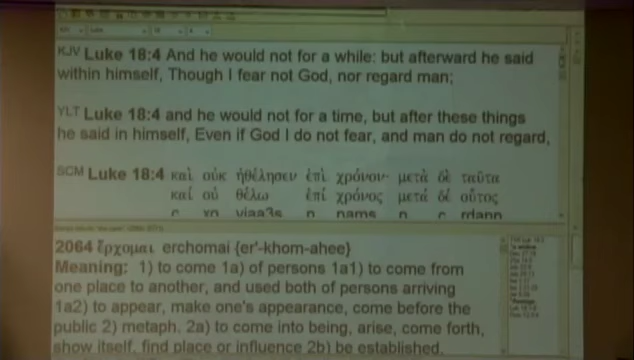 KJV Luke 18:4 And he would not for a while: but afterward he said
within himself, Though I fear not God, nor regard man;
YLT Luke 18:4 and he would not for a time, but after these things
he said in himself, Even if God I do not fear, and man do not regard,
SCM Luke 18:4 καὶ οὐκ ἠθέλησεν ἐπὶ χρόνον· μετὰ δὲ ταῦτα
καί οὐ θέλω ἐπί χρόνος μετά δέ οὗτος
c xn viaa3s p nams p c rdapn
2064 ἔρχομαι erchomai {er'-khom-ahee}
Meaning: 1) to come 1a) of persons 1a1) to come from
one place to another, and used both of persons arriving
1a2) to appear, make one's appearance, come before the
public 2) metaph. 2a) to come into being, arise, come forth,
show itself, find place or influence 2b) be established,